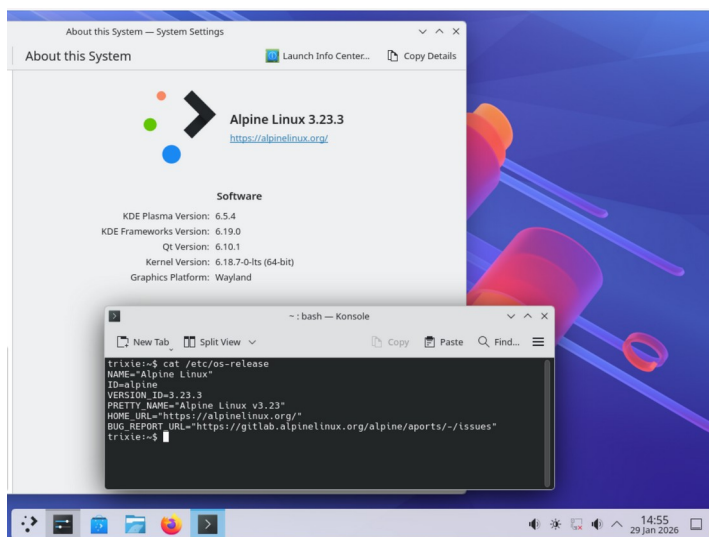 About this System — System Settings
About this System
Launch Info Center...
Copy Details
Alpine Linux 3.23.3
https://alpinelinux.org/
Software
KDE Plasma Version: 6.5.4
KDE Frameworks Version: 6.19.0
Qt Version: 6.10.1
Kernel Version: 6.18.7-0-lts (64-bit)
Graphics Platform: Wayland
~ : bash — Konsole
New Tab
Split View
Copy
Paste
Find...
trixie:~$ cat /etc/os-release
NAME="Alpine Linux"
ID=alpine
VERSION_ID=3.23.3
PRETTY_NAME="Alpine Linux v3.23"
HOME_URL="https://alpinelinux.org/"
BUG_REPORT_URL="https://gitlab.alpinelinux.org/alpine/aports/-/issues"
trixie:~$
14:55
29 Jan 2026